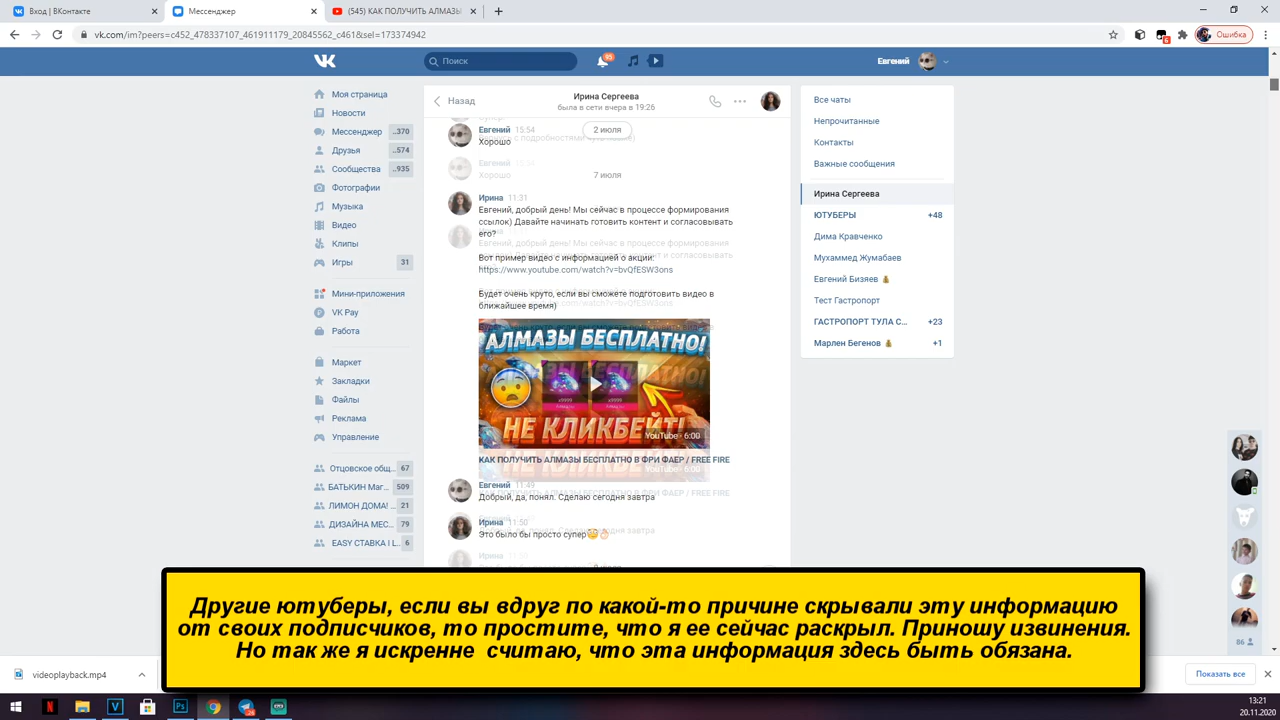 Вход | ВКонтакте
Мессенджер
(545) КАК ПОЛУЧИТЬ АЛМАЗЫ
vk.com/im?peers=c452_478337107_461911179_20845562_c461&sel=173374942
Ошибка
Поиск
Евгений
Моя страница
Новости
Мессенджер ..370
Друзья ..574
Сообщества ..935
Фотографии
Музыка
Видео
Клипы
Игры 31
Мини-приложения
VK Pay
Работа
Маркет
Закладки
Файлы
Реклама
Управление
Отцовское общ... 67
БАТЬКИН Маг... 509
ЛИМОН ДОМА! ... 21
ДИЗАЙНА МЕС... 79
EASY СТАВКА I L... 6
Назад
Ирина Сергеева
была в сети вчера в 19:26
Евгений 15:54
2 июля
Хорошо
7 июля
Ирина 11:31
Евгений, добрый день! Мы сейчас в процессе формирования
ссылок) Давайте начинать готовить контент и согласовывать
его?
Вот пример видео с информацией о акции:
https://www.youtube.com/watch?v=bvQfESW3ons
Будет очень круто, если вы сможете подготовить видео в
ближайшее время)
АЛМАЗЫ БЕСПЛАТНО!
НЕ КЛИКБЕЙТ!
YouTube · 6:00
КАК ПОЛУЧИТЬ АЛМАЗЫ БЕСПЛАТНО В ФРИ ФАЕР / FREE FIRE
Евгений 11:49
Добрый, да, понял. Сделаю сегодня завтра
Ирина 11:50
Это было бы просто супер
Все чаты
Непрочитанные
Контакты
Важные сообщения
Ирина Сергеева
ЮТУБЕРЫ +48
Дима Кравченко
Мухаммед Жумабаев
Евгений Бизяев
Тест Гастропорт
ГАСТРОПОРТ ТУЛА С... +23
Марлен Бегенов +1
86
Другие ютуберы, если вы вдруг по какой-то причине скрывали эту информацию
от своих подписчиков, то простите, что я ее сейчас раскрыл. Приношу извинения.
Но так же я искренне считаю, что эта информация здесь быть обязана.
videoplayback.mp4
Показать все
13:21
20.11.2020